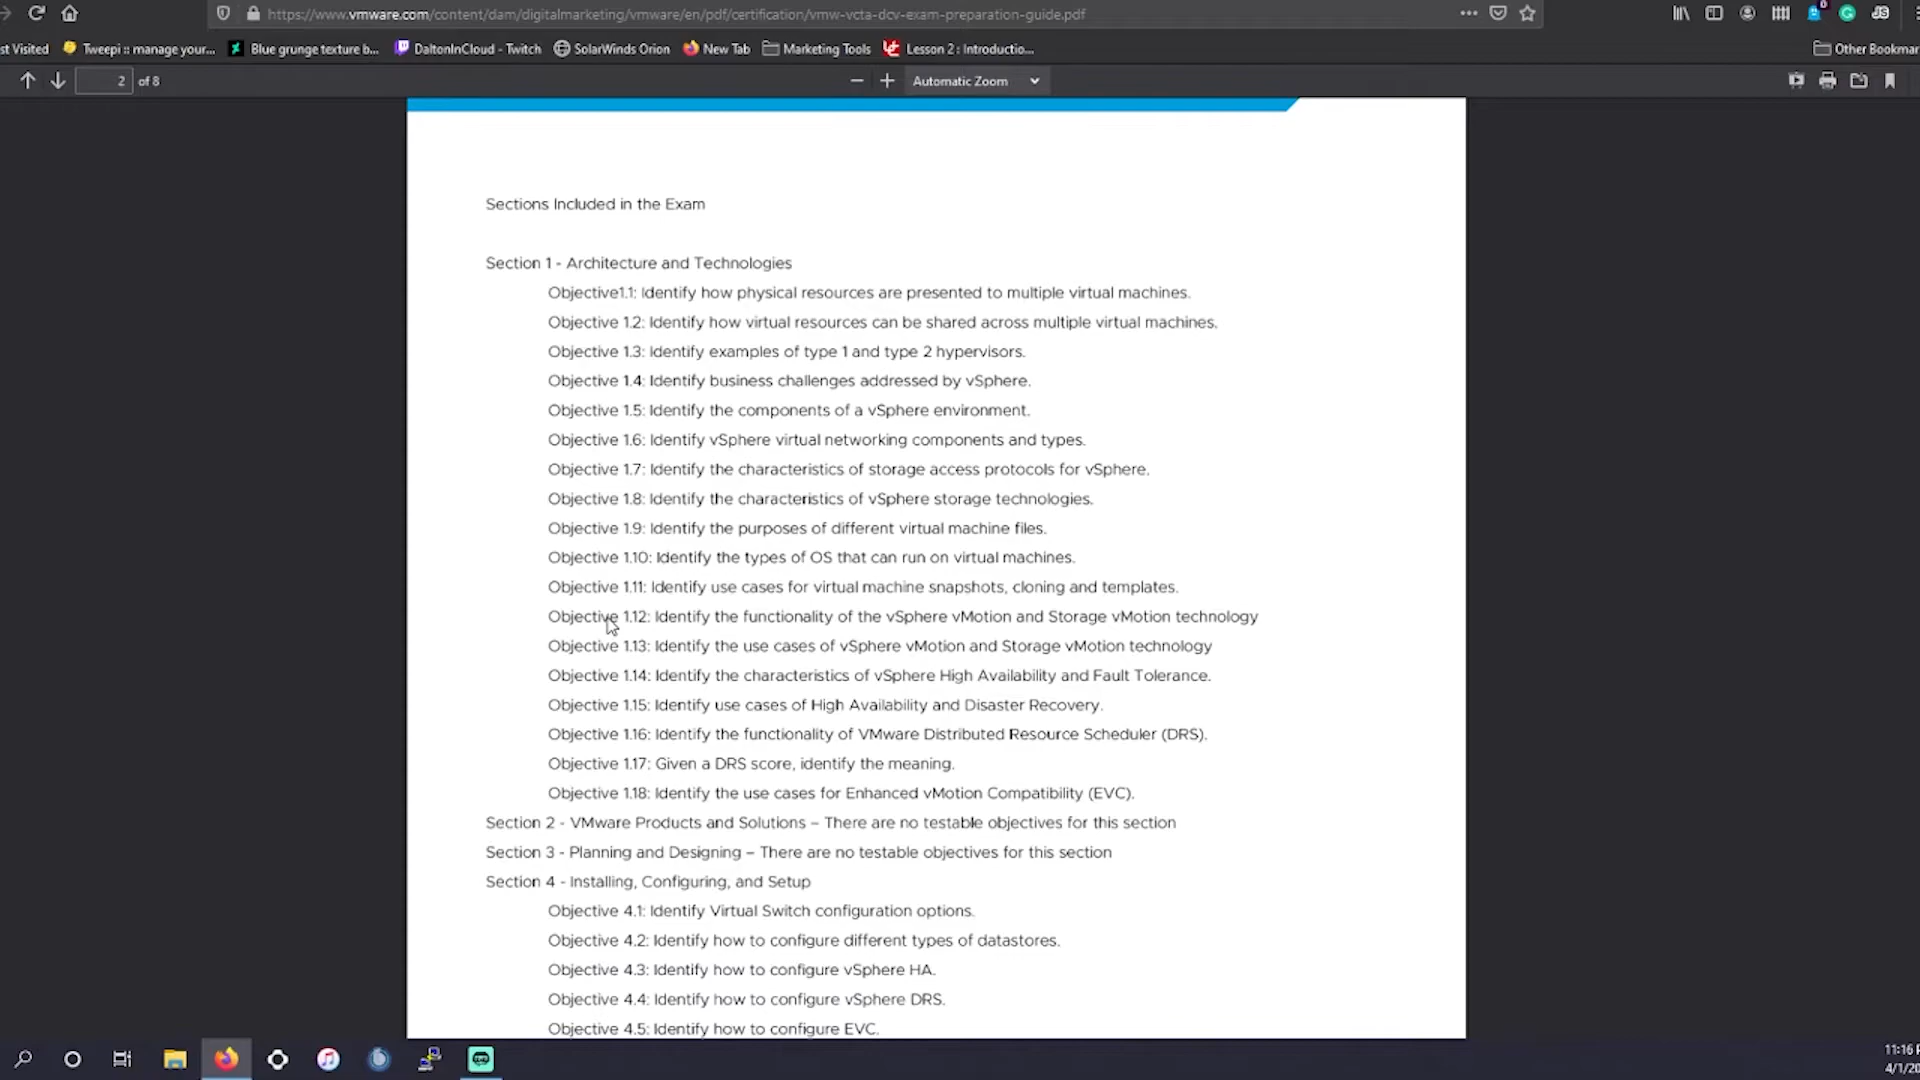 https://www.vmware.com/content/dam/digitalmarketing/vmware/en/pdf/certification/vmw-vcta-dcv-exam-preparation-guide.pdf
st Visited
Tweepi :: manage your...
Blue grunge texture b...
DaltonInCloud - Twitch
SolarWinds Orion
New Tab
Marketing Tools
Lesson 2 : Introductio...
Other Bookmar
2 of 8
Automatic Zoom
Sections Included in the Exam
Section 1 - Architecture and Technologies
Objective1.1: Identify how physical resources are presented to multiple virtual machines.
Objective 1.2: Identify how virtual resources can be shared across multiple virtual machines.
Objective 1.3: Identify examples of type 1 and type 2 hypervisors.
Objective 1.4: Identify business challenges addressed by vSphere.
Objective 1.5: Identify the components of a vSphere environment.
Objective 1.6: Identify vSphere virtual networking components and types.
Objective 1.7: Identify the characteristics of storage access protocols for vSphere.
Objective 1.8: Identify the characteristics of vSphere storage technologies.
Objective 1.9: Identify the purposes of different virtual machine files.
Objective 1.10: Identify the types of OS that can run on virtual machines.
Objective 1.11: Identify use cases for virtual machine snapshots, cloning and templates.
Objective 1.12: Identify the functionality of the vSphere vMotion and Storage vMotion technology
Objective 1.13: Identify the use cases of vSphere vMotion and Storage vMotion technology
Objective 1.14: Identify the characteristics of vSphere High Availability and Fault Tolerance.
Objective 1.15: Identify use cases of High Availability and Disaster Recovery.
Objective 1.16: Identify the functionality of VMware Distributed Resource Scheduler (DRS).
Objective 1.17: Given a DRS score, identify the meaning.
Objective 1.18: Identify the use cases for Enhanced vMotion Compatibility (EVC).
Section 2 - VMware Products and Solutions – There are no testable objectives for this section
Section 3 - Planning and Designing – There are no testable objectives for this section
Section 4 - Installing, Configuring, and Setup
Objective 4.1: Identify Virtual Switch configuration options.
Objective 4.2: Identify how to configure different types of datastores.
Objective 4.3: Identify how to configure vSphere HA.
Objective 4.4: Identify how to configure vSphere DRS.
Objective 4.5: Identify how to configure EVC.
11:16
4/1/20